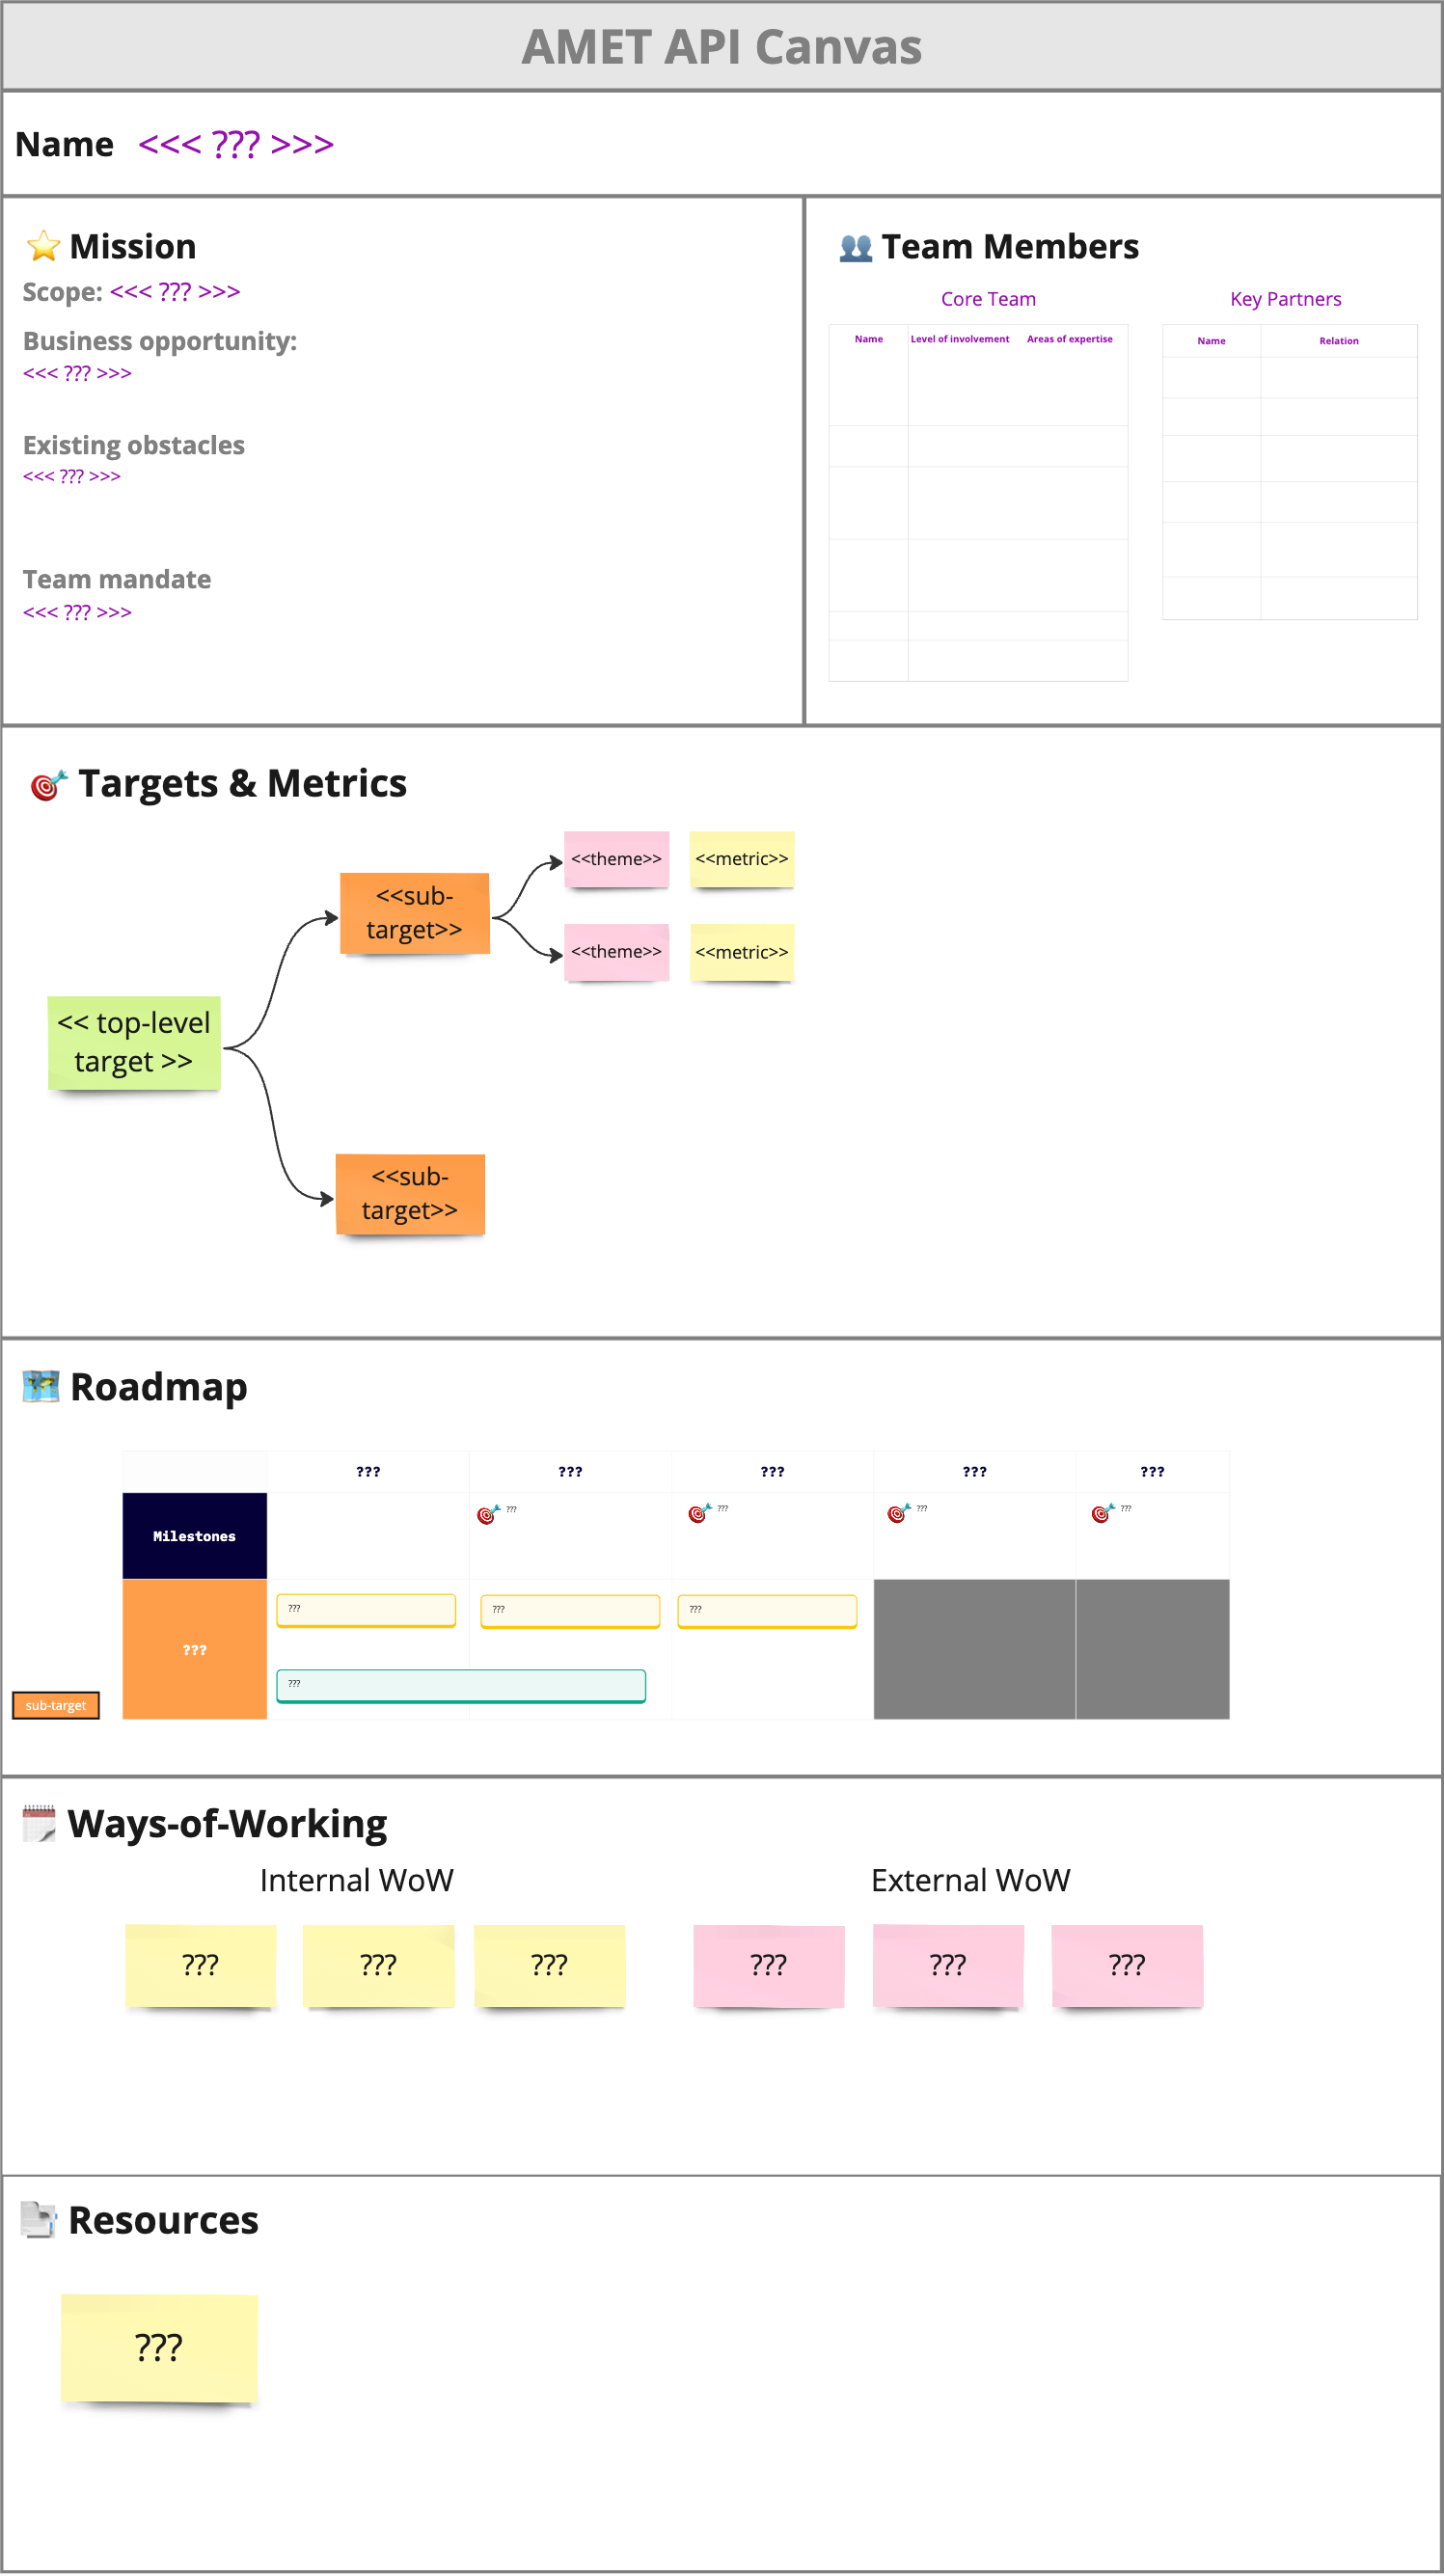 AMET API Canvas
Name <<< ??? >>>
Mission
Scope: <<< ??? >>>
Business opportunity:
<<< ??? >>>
Existing obstacles
<<< ??? >>>
Team mandate
<<< ??? >>>
Team Members
Core Team
Name Level of involvement Areas of expertise
Key Partners
Name Relation
Targets & Metrics
<< top-level
target >>
<<sub-
target>>
<<theme>> <<metric>>
<<theme>> <<metric>>
<<sub-
target>>
Roadmap
??? ??? ??? ??? ???
Milestones
??? ??? ??? ???
???
??? ??? ???
???
sub-target
Ways-of-Working
Internal WoW
??? ??? ???
External WoW
??? ??? ???
Resources
???